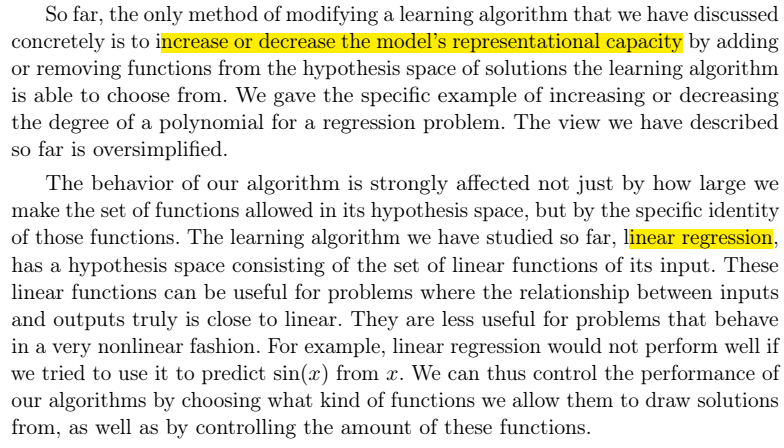 So far, the only method of modifying a learning algorithm that we have discussed
concretely is to increase or decrease the model's representational capacity by adding
or removing functions from the hypothesis space of solutions the learning algorithm
is able to choose from. We gave the specific example of increasing or decreasing
the degree of a polynomial for a regression problem. The view we have described
so far is oversimplified.
The behavior of our algorithm is strongly affected not just by how large we
make the set of functions allowed in its hypothesis space, but by the specific identity
of those functions. The learning algorithm we have studied so far, linear regression,
has a hypothesis space consisting of the set of linear functions of its input. These
linear functions can be useful for problems where the relationship between inputs
and outputs truly is close to linear. They are less useful for problems that behave
in a very nonlinear fashion. For example, linear regression would not perform well if
we tried to use it to predict sin(x) from x. We can thus control the performance of
our algorithms by choosing what kind of functions we allow them to draw solutions
from, as well as by controlling the amount of these functions.